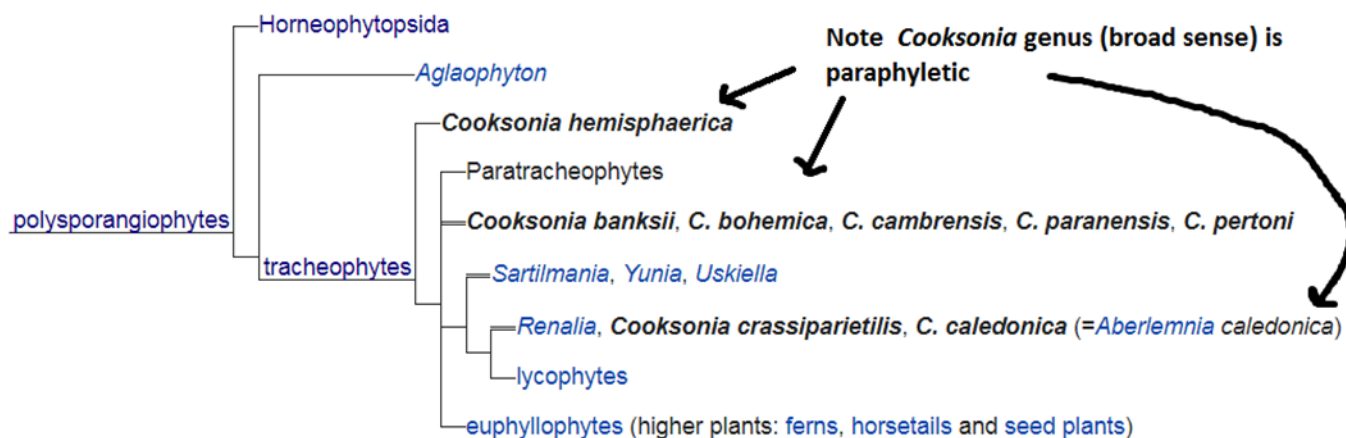 Horneophytopsida
Note Cooksonia genus (broad sense) is
paraphyletic
Aglaophyton
Cooksonia hemisphaerica
Paratracheophytes
polysporangiophytes
Cooksonia banksii, C. bohemica, C. cambrensis, C. paranensis, C. pertoni
tracheophytes
Sartilmania, Yunia, Uskiella
Renalia, Cooksonia crassiparietilis, C. caledonica (=Aberlemnia caledonica)
lycophytes
euphyllophytes (higher plants: ferns, horsetails and seed plants)